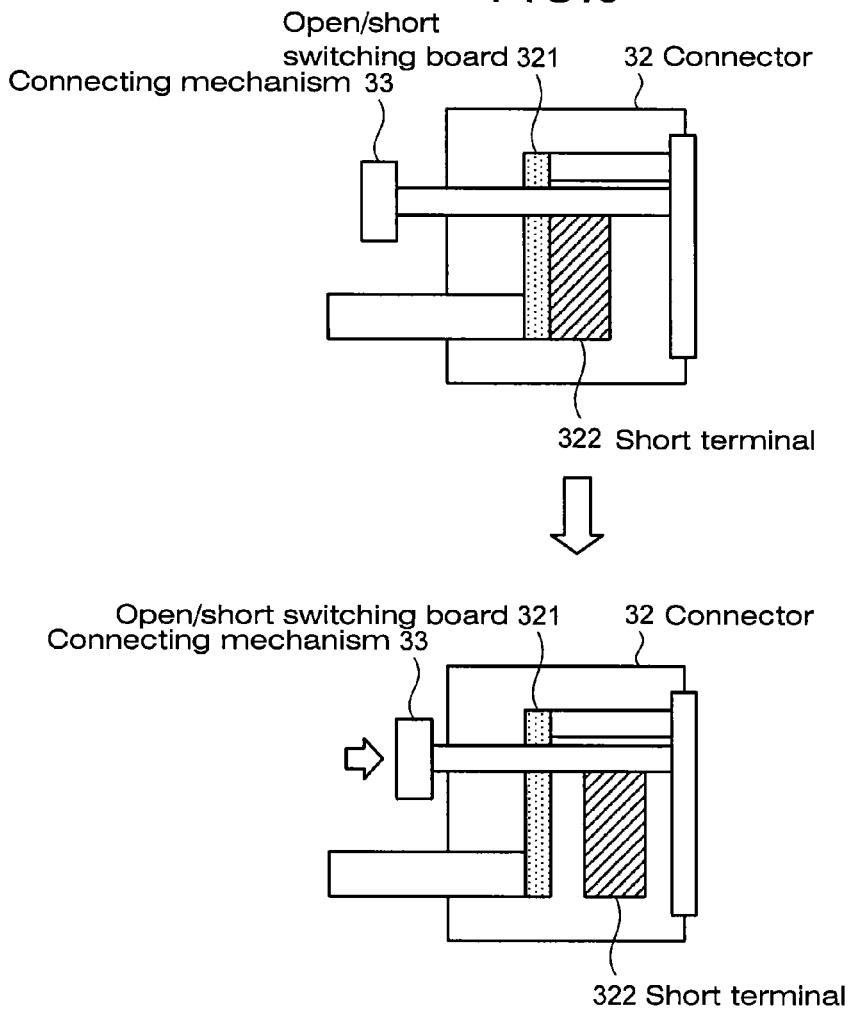 Open/short
switching board 321 32 Connector
Connecting mechanism 33
322 Short terminal
Open/short switching board 321 32 Connector
Connecting mechanism 33
322 Short terminal